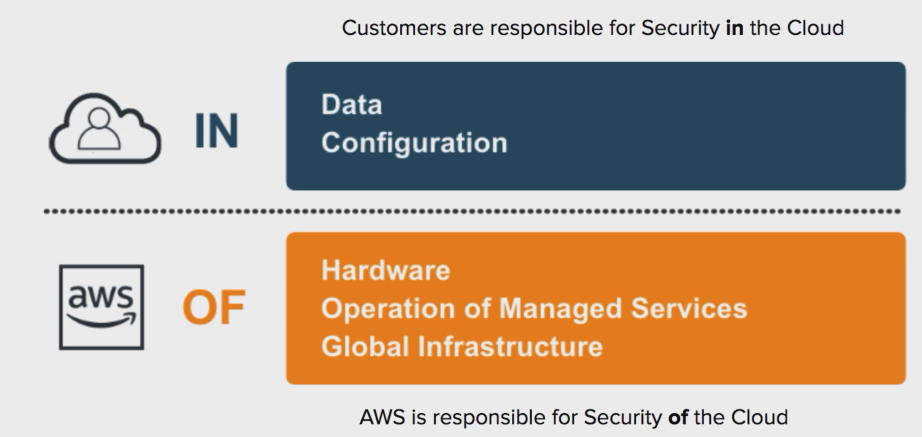 Customers are responsible for Security in the Cloud
IN
Data
Configuration
aws
OF
Hardware
Operation of Managed Services
Global Infrastructure
AWS is responsible for Security of the Cloud